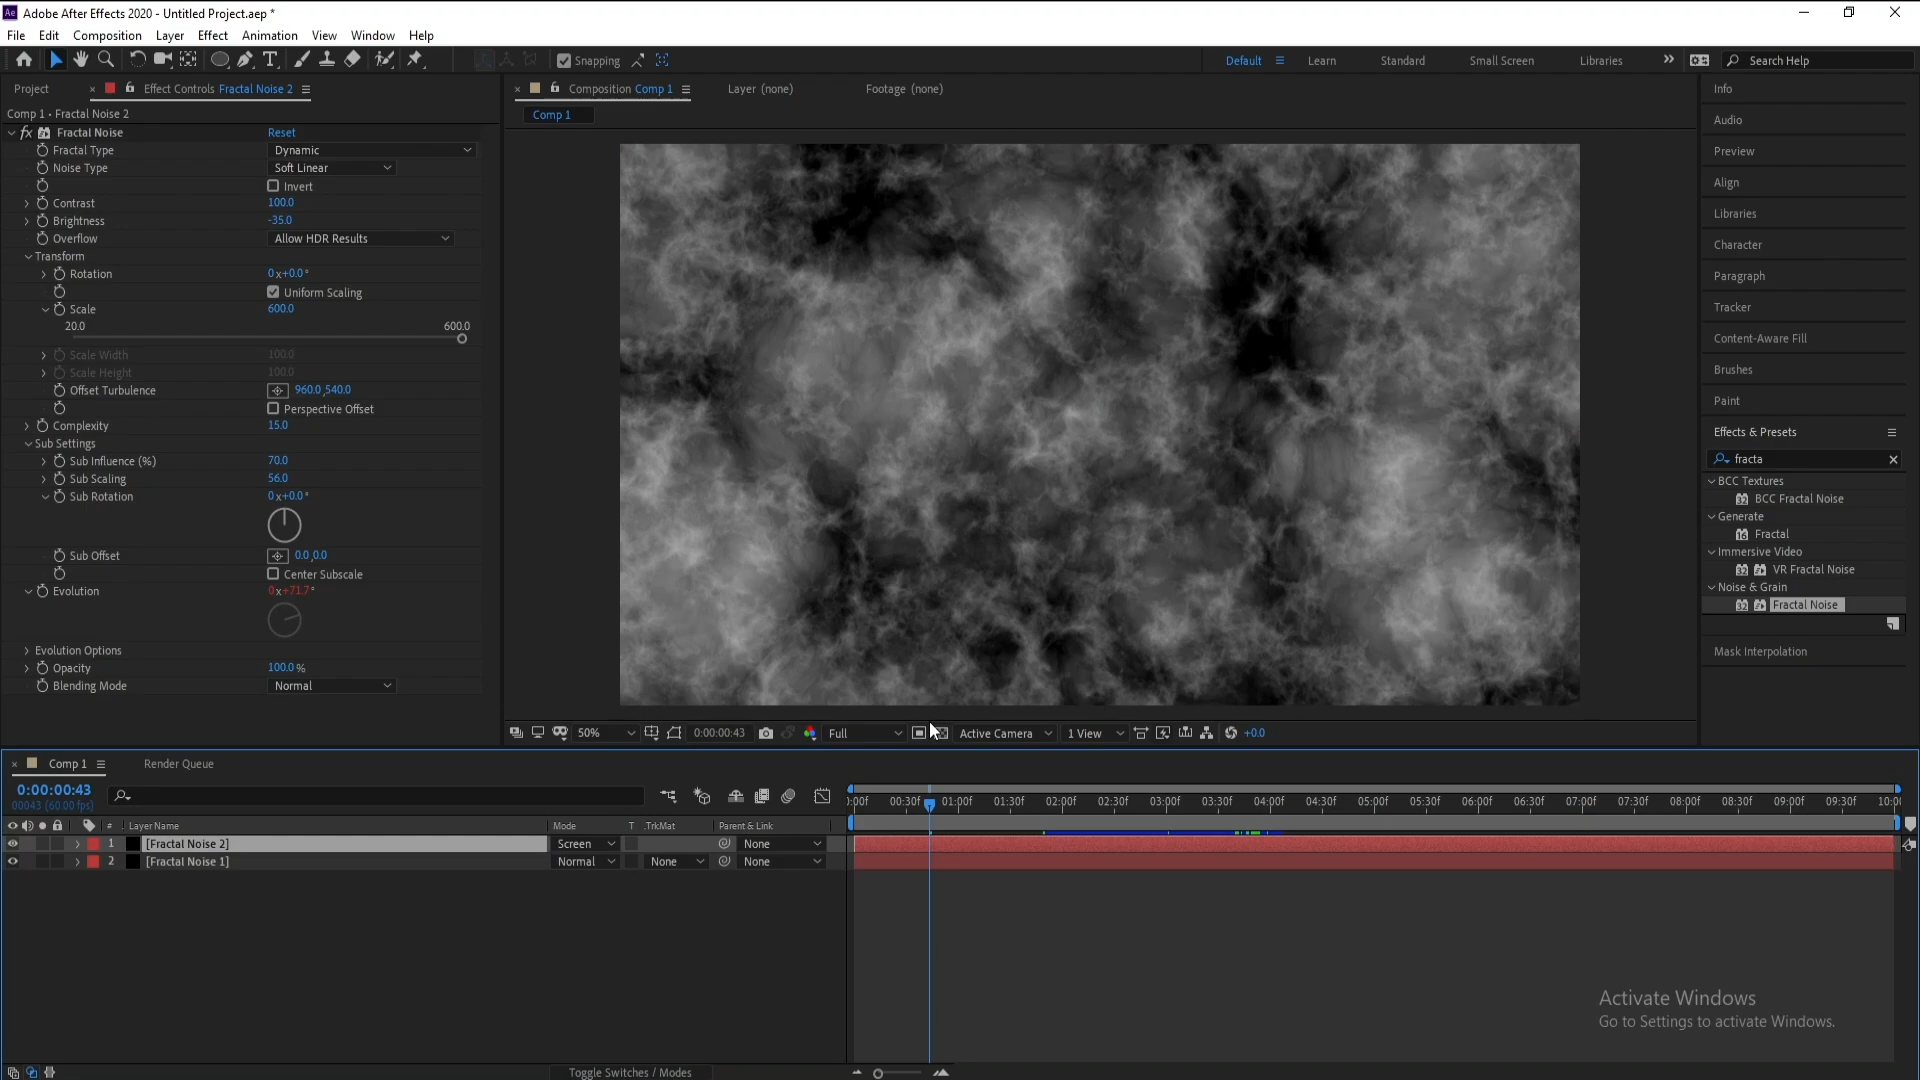 Adobe After Effects 2020 - Untitled Project.aep *
File Edit Composition Layer Effect Animation View Window Help
Snapping Default Learn Standard Small Screen Libraries Search Help
Project Effect Controls Fractal Noise 2
Comp 1 • Fractal Noise 2
fx Fractal Noise Reset
Fractal Type Dynamic
Noise Type Soft Linear
Invert
Contrast 100.0
Brightness -35.0
Overflow Allow HDR Results
Transform
Rotation 0x+0.0°
Uniform Scaling
Scale 600.0
20.0 600.0
Scale Width 100.0
Scale Height 100.0
Offset Turbulence 960.0,540.0
Perspective Offset
Complexity 15.0
Sub Settings
Sub Influence (%) 70.0
Sub Scaling 56.0
Sub Rotation 0x+0.0°
Sub Offset 0.0,0.0
Center Subscale
Evolution 0x+71.7°
Evolution Options
Opacity 100.0 %
Blending Mode Normal
Composition Comp 1 Layer (none) Footage (none)
Comp 1
50% 0:00:00:43 Full Active Camera 1 View +0.0
Info
Audio
Preview
Align
Libraries
Character
Paragraph
Tracker
Content-Aware Fill
Brushes
Paint
Effects & Presets
fracta
BCC Textures
32 BCC Fractal Noise
Generate
16 Fractal
Immersive Video
32 VR Fractal Noise
Noise & Grain
32 Fractal Noise
Mask Interpolation
Comp 1 Render Queue
0:00:00:43
00043 (60.00 fps)
# Layer Name Mode T .TrkMat Parent & Link
1 [Fractal Noise 2] Screen None
2 [Fractal Noise 1] Normal None None
):00f 00:30f 01:00f 01:30f 02:00f 02:30f 03:00f 03:30f 04:00f 04:30f 05:00f 05:30f 06:00f 06:30f 07:00f 07:30f 08:00f 08:30f 09:00f 09:30f 10:0(
Activate Windows
Go to Settings to activate Windows.
Toggle Switches / Modes